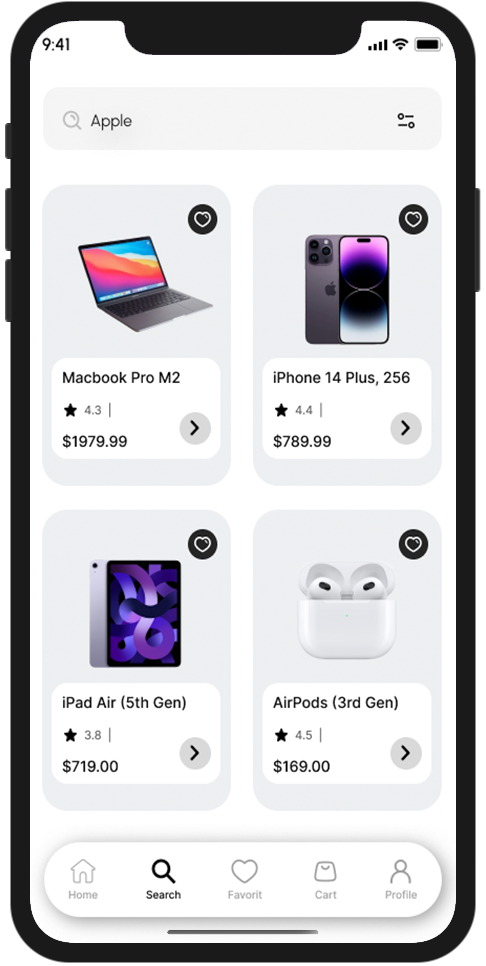 9:41
Apple
Macbook Pro M2
4.3 |
$1979.99
iPhone 14 Plus, 256
4.4 |
$789.99
iPad Air (5th Gen)
3.8 |
$719.00
AirPods (3rd Gen)
4.5 |
$169.00
Home
Search
Favorit
Cart
Profile